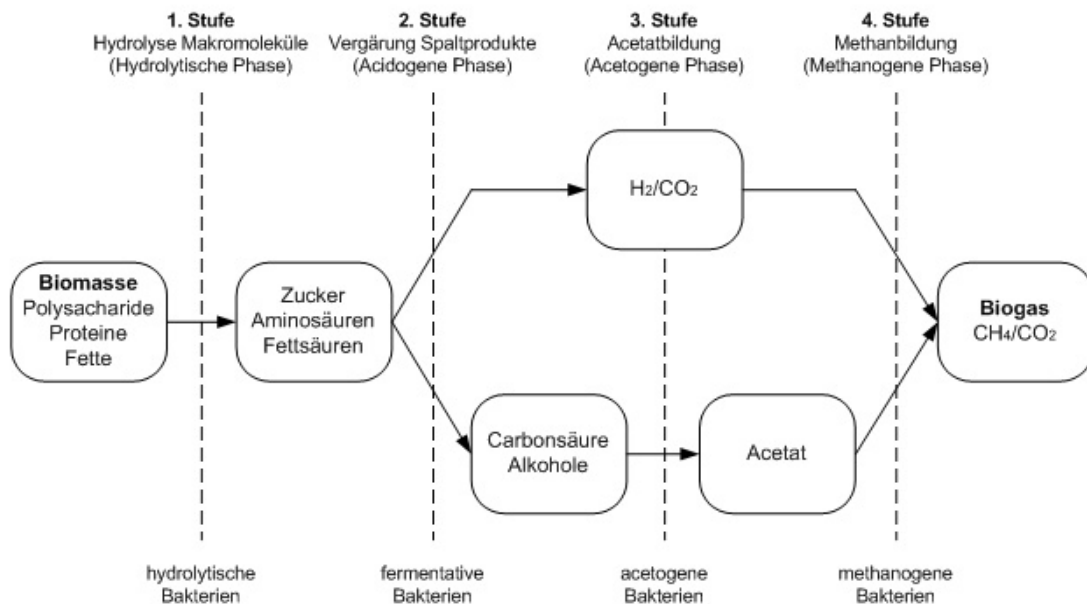 1. Stufe
Hydrolyse Makromoleküle
(Hydrolytische Phase)
2. Stufe
Vergärung Spaltprodukte
(Acidogene Phase)
3. Stufe
Acetatbildung
(Acetogene Phase)
4. Stufe
Methanbildung
(Methanogene Phase)
Biomasse
Polysacharide
Proteine
Fette
Zucker
Aminosäuren
Fettsäuren
H₂/CO₂
Carbonsäure
Alkohole
Acetat
Biogas
CH₄/CO₂
hydrolytische
Bakterien
fermentative
Bakterien
acetogene
Bakterien
methanogene
Bakterien